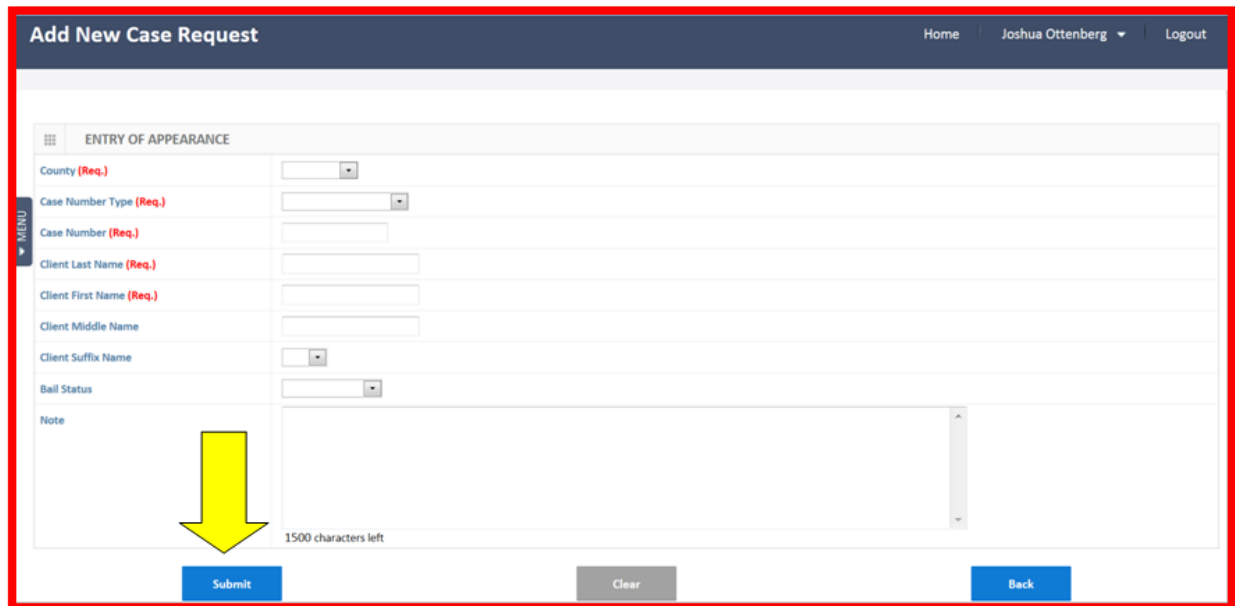 Add New Case Request
Home Joshua Ottenberg Logout
ENTRY OF APPEARANCE
County (Req.)
Case Number Type (Req.)
MENU
Case Number (Req.)
Client Last Name (Req.)
Client First Name (Req.)
Client Middle Name
Client Suffix Name
Bail Status
Note
1500 characters left
Submit Clear Back